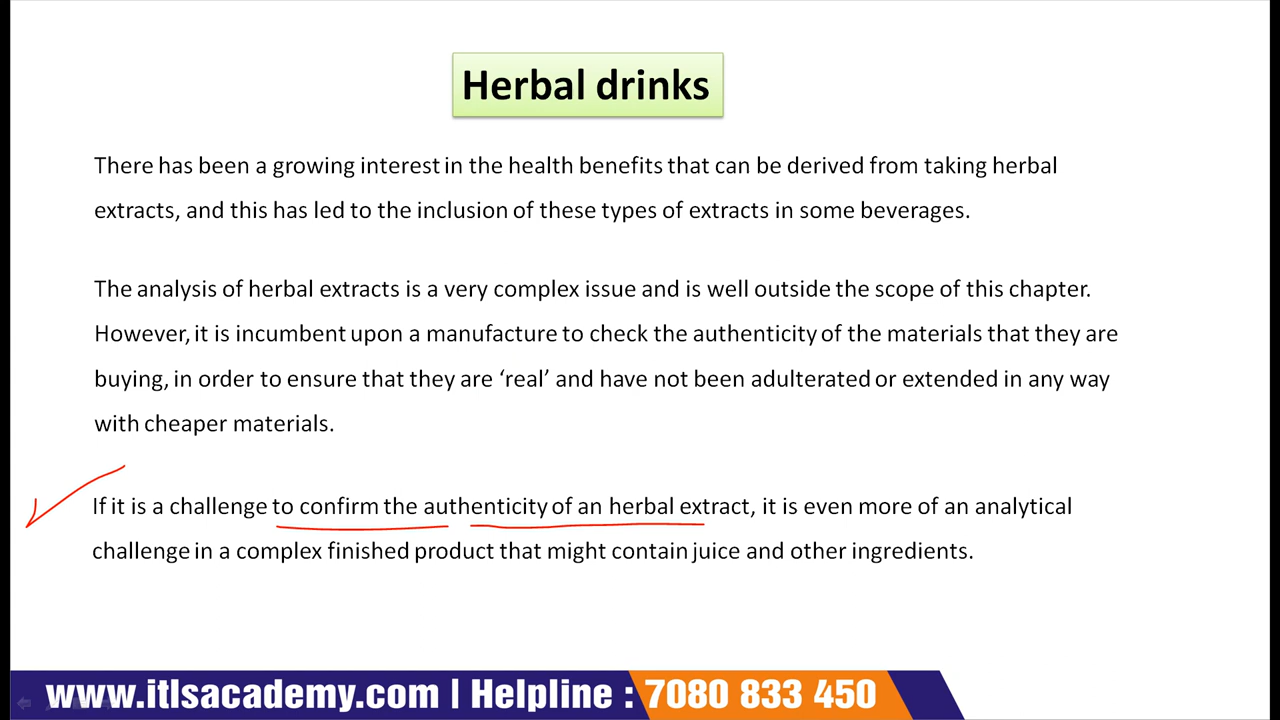 Herbal drinks
There has been a growing interest in the health benefits that can be derived from taking herbal
extracts, and this has led to the inclusion of these types of extracts in some beverages.
The analysis of herbal extracts is a very complex issue and is well outside the scope of this chapter.
However, it is incumbent upon a manufacture to check the authenticity of the materials that they are
buying, in order to ensure that they are ‘real’ and have not been adulterated or extended in any way
with cheaper materials.
If it is a challenge to confirm the authenticity of an herbal extract, it is even more of an analytical
challenge in a complex finished product that might contain juice and other ingredients.
www.itlsacademy.com | Helpline : 7080 833 450